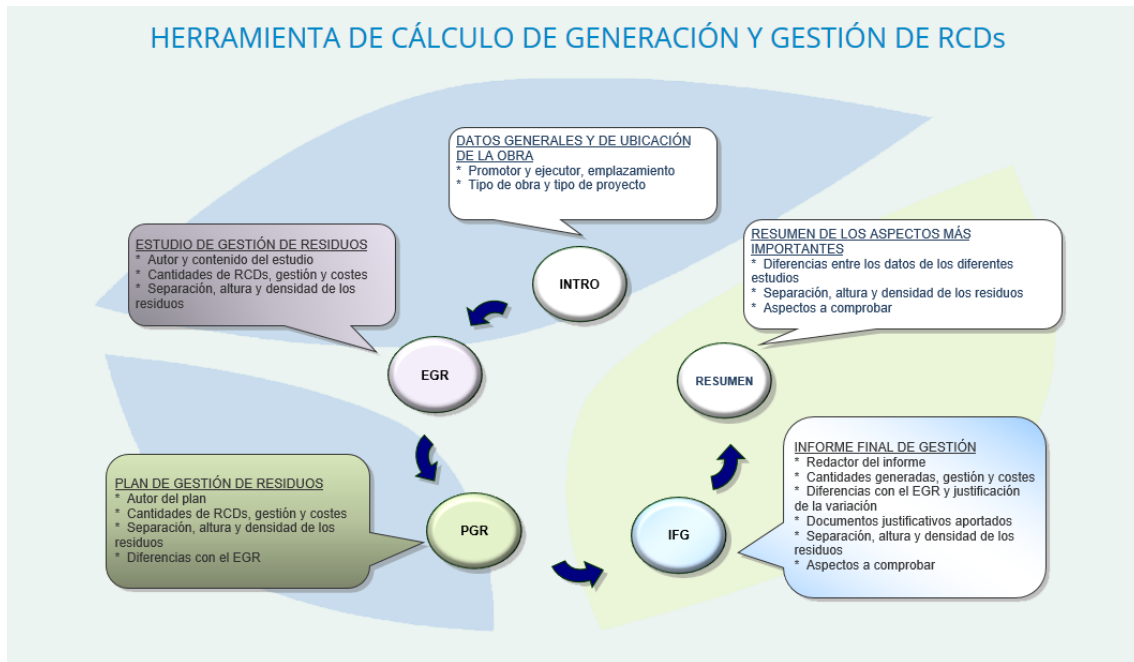 HERRAMIENTA DE CÁLCULO DE GENERACIÓN Y GESTIÓN DE RCDs
DATOS GENERALES Y DE UBICACIÓN
DE LA OBRA
* Promotor y ejecutor, emplazamiento
* Tipo de obra y tipo de proyecto
INTRO
ESTUDIO DE GESTIÓN DE RESIDUOS
* Autor y contenido del estudio
* Cantidades de RCDs, gestión y costes
* Separación, altura y densidad de los
residuos
EGR
PLAN DE GESTIÓN DE RESIDUOS
* Autor del plan
* Cantidades de RCDs, gestión y costes
* Separación, altura y densidad de los
residuos
* Diferencias con el EGR
PGR
INFORME FINAL DE GESTIÓN
* Redactor del informe
* Cantidades generadas, gestión y costes
* Diferencias con el EGR y justificación
de la variación
* Documentos justificativos aportados
* Separación, altura y densidad de los
residuos
* Aspectos a comprobar
IFG
RESUMEN DE LOS ASPECTOS MÁS
IMPORTANTES
* Diferencias entre los datos de los diferentes
estudios
* Separación, altura y densidad de los residuos
* Aspectos a comprobar
RESUMEN